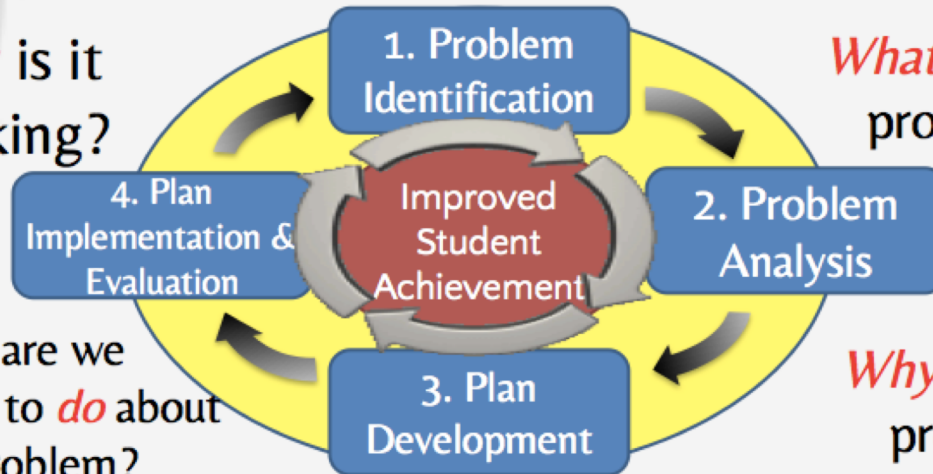 is it
king?
1. Problem
Identification
What
pro
4. Plan
Implementation &
Evaluation
Improved
Student
Achievement
2. Problem
Analysis
are we
to do about
oblem?
3. Plan
Development
Why
pr